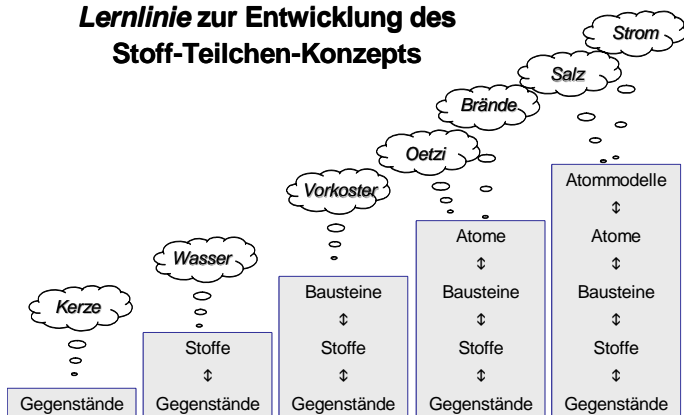 Lernlinie zur Entwicklung des
Stoff-Teilchen-Konzepts
Strom
Salz
Brände
Oetzi
Vorkoster
Wasser
Kerze
Gegenstände
Stoffe
↕
Gegenstände
Bausteine
↕
Stoffe
↕
Gegenstände
Atome
↕
Bausteine
↕
Stoffe
↕
Gegenstände
Atommodelle
↕
Atome
↕
Bausteine
↕
Stoffe
↕
Gegenstände